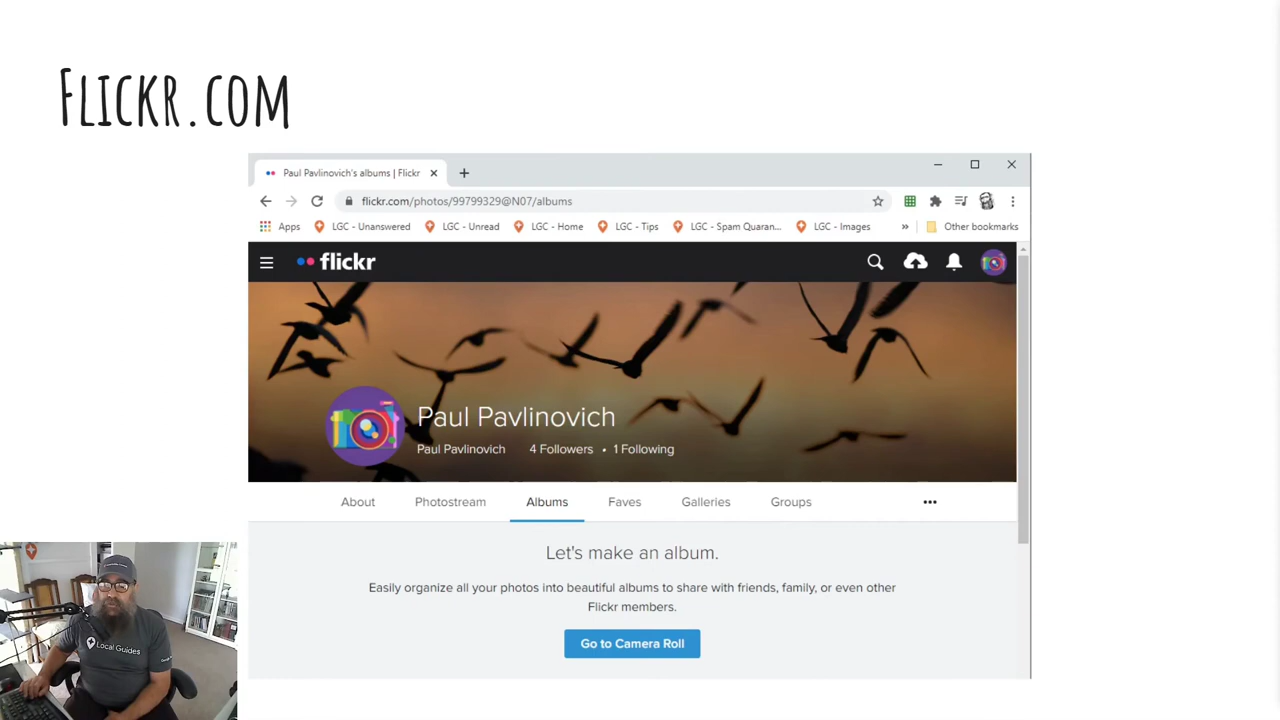 Flickr.com
Paul Pavlinovich's albums | Flickr
flickr.com/photos/99799329@N07/albums
Apps LGC - Unanswered LGC - Unread LGC - Home LGC - Tips LGC - Spam Quaran... LGC - Images » Other bookmarks
flickr
Paul Pavlinovich
Paul Pavlinovich 4 Followers • 1 Following
About Photostream Albums Faves Galleries Groups •••
Let's make an album.
Easily organize all your photos into beautiful albums to share with friends, family, or even other
Flickr members.
Go to Camera Roll
Local Guides